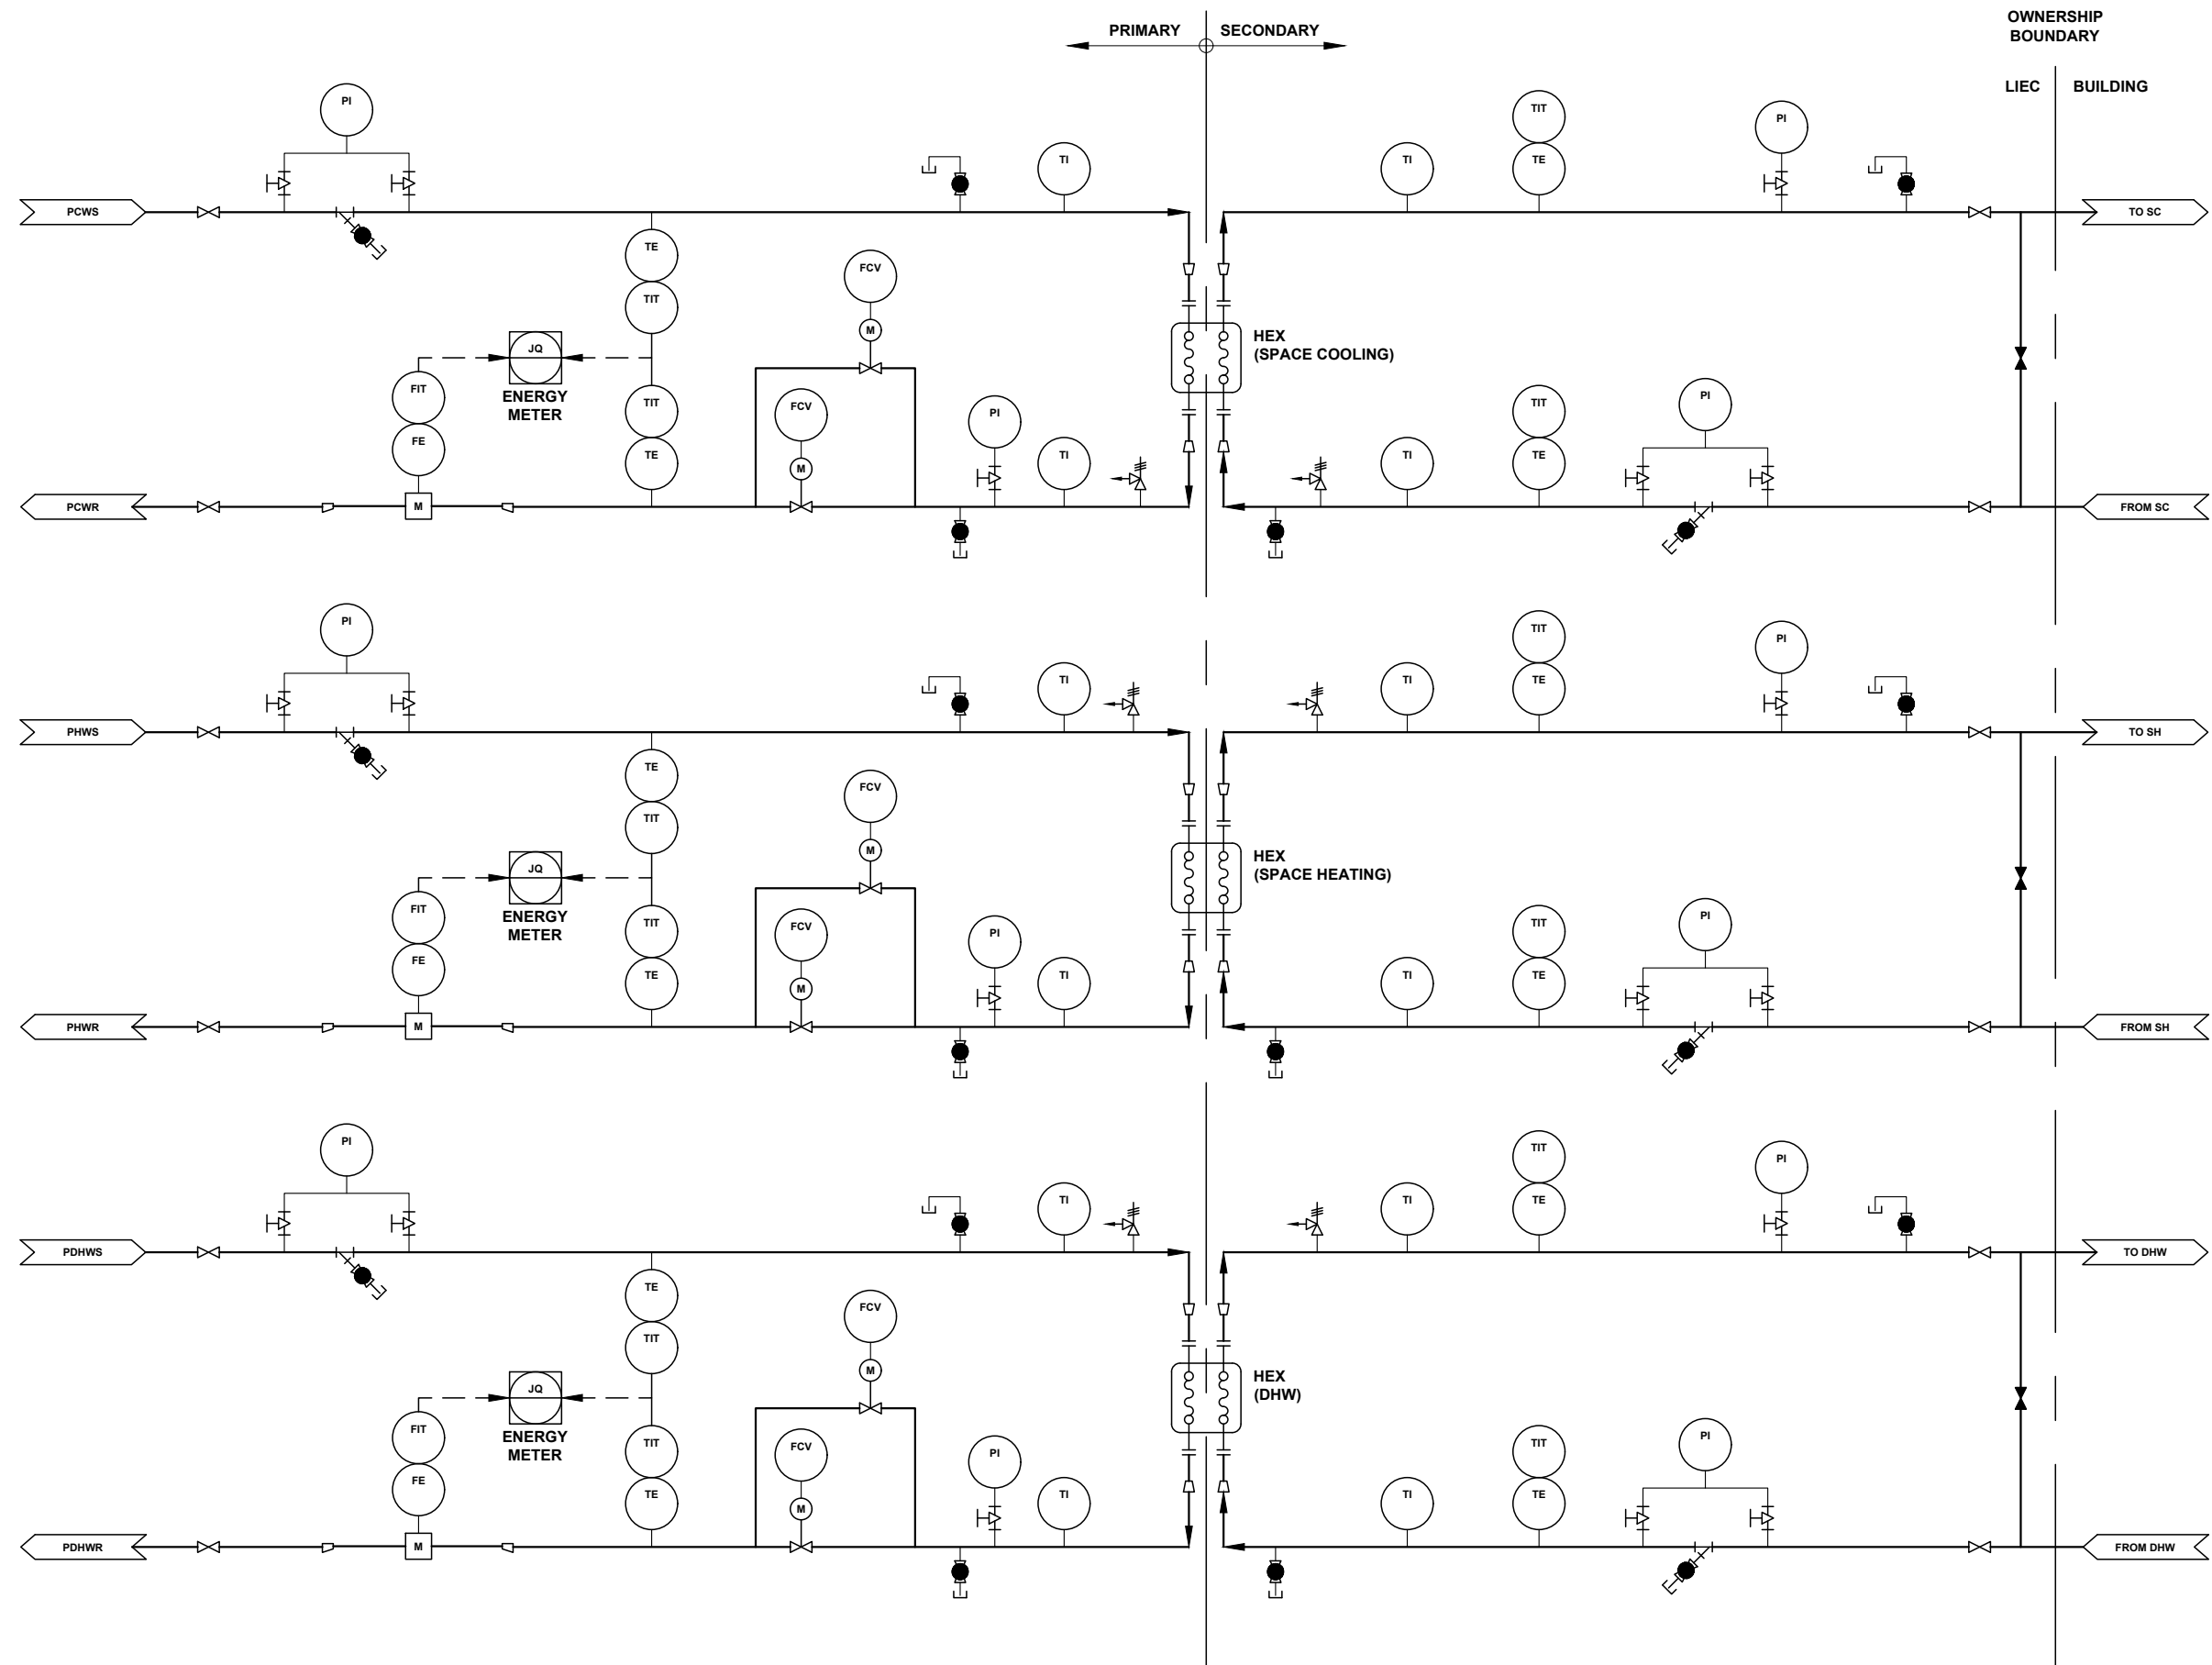 OWNERSHIP
BOUNDARY
PRIMARY
SECONDARY
LIEC
BUILDING
PI
TI
TI
TIT
TE
PI
PCWS
TO SC
TE
TIT
FCV
M
HEX
(SPACE COOLING)
JQ
ENERGY
METER
FIT
FE
TIT
TE
FCV
M
PI
TI
TI
TIT
TE
PI
PCWR
M
FROM SC
PI
TI
TI
TIT
TE
PI
PHWS
TO SH
TE
TIT
FCV
M
HEX
(SPACE HEATING)
JQ
ENERGY
METER
FIT
FE
TIT
TE
FCV
M
PI
TI
TI
TIT
TE
PI
PHWR
M
FROM SH
PI
TI
TI
TIT
TE
PI
PDHWS
TO DHW
TE
TIT
FCV
M
HEX
(DHW)
JQ
ENERGY
METER
FIT
FE
TIT
TE
FCV
M
PI
TI
TI
TIT
TE
PI
PDHWR
M
FROM DHW